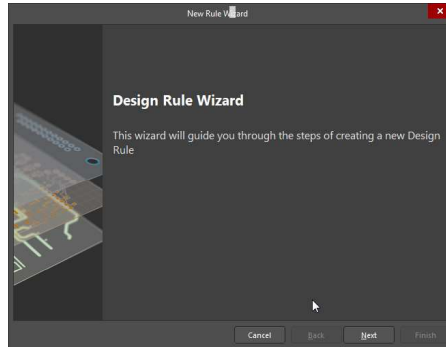 New Rule Wizard
Design Rule Wizard
This wizard will guide you through the steps of creating a new Design
Rule
Cancel Back Next Finish